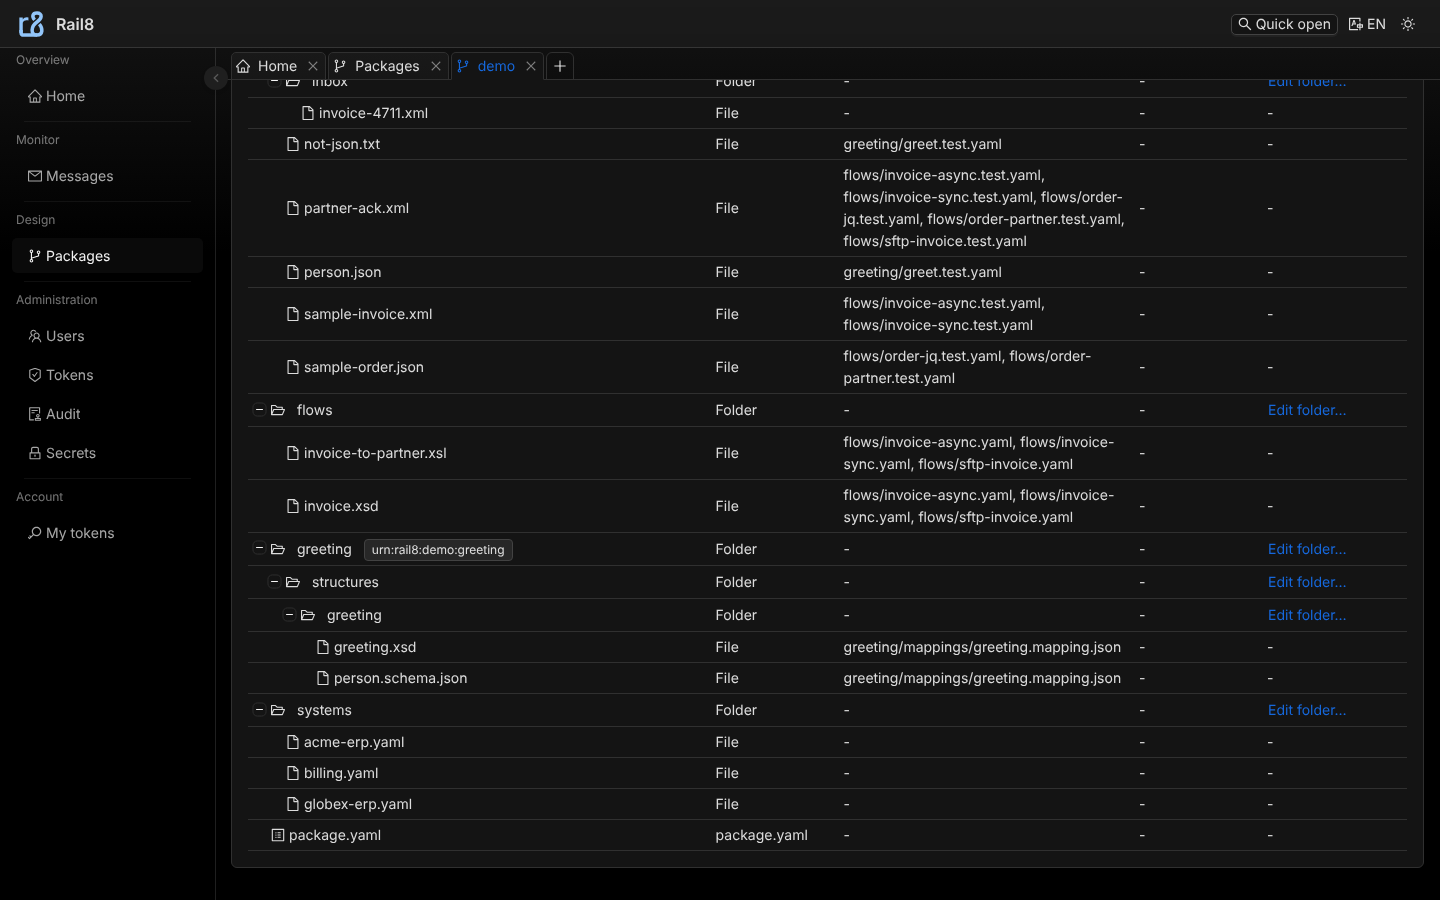 Rail8
Quick open
EN
Overview
Home
Monitor
Messages
Design
Packages
Administration
Users
Tokens
Audit
Secrets
Account
My tokens
Home
Packages
demo
inbox Folder - - Edit folder...
invoice-4711.xml File - - -
not-json.txt File greeting/greet.test.yaml - -
flows/invoice-async.test.yaml,
flows/invoice-sync.test.yaml, flows/order-
partner-ack.xml File - -
jq.test.yaml, flows/order-partner.test.yaml,
flows/sftp-invoice.test.yaml
person.json File greeting/greet.test.yaml - -
flows/invoice-async.test.yaml,
sample-invoice.xml File - -
flows/invoice-sync.test.yaml
flows/order-jq.test.yaml, flows/order-
sample-order.json File - -
partner.test.yaml
flows Folder - - Edit folder...
flows/invoice-async.yaml, flows/invoice-
invoice-to-partner.xsl File - -
sync.yaml, flows/sftp-invoice.yaml
flows/invoice-async.yaml, flows/invoice-
invoice.xsd File - -
sync.yaml, flows/sftp-invoice.yaml
greeting urn:rail8:demo:greeting Folder - - Edit folder...
structures Folder - - Edit folder...
greeting Folder - - Edit folder...
greeting.xsd File greeting/mappings/greeting.mapping.json - -
person.schema.json File greeting/mappings/greeting.mapping.json - -
systems Folder - - Edit folder...
acme-erp.yaml File - - -
billing.yaml File - - -
globex-erp.yaml File - - -
package.yaml package.yaml - - -